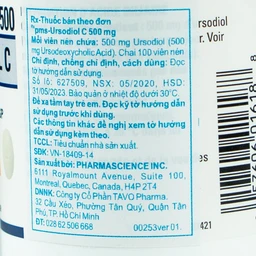 500
C
SP
Rx-Thuốc bán theo đơn
"pms-Ursodiol C 500 mg
Mỗi viên nén chứa: 500 mg Ursodiol (500
mg Ursodeoxycholic Acid). Chai 100 viên nén
Chỉ định, chống chỉ định, cách dùng: Đọc
tờ hướng dẫn sử dụng.
Số lô: 627509, NSX: 05/2020, HSD:
31/05/2023. Bảo quản ở nhiệt độ dưới 30°C.
Để xa tầm tay trẻ em. Đọc kỹ tờ hướng dẫn
sử dụng trước khi dùng.
Các thông tin khác đề nghị xem tờ hướng
dẫn sử dụng kèm theo.
TCCL: Tiêu chuẩn nhà sản xuất.
SĐK: VN-18409-14
Sản xuất bởi: PHARMASCIENCE INC.
6111 Royalmount Avenue, Suite 100,
Montreal, Quebec, Canada, H4P 2T4
DNNK: Công ty Cổ Phần TAVO Pharma.
32 Cầu Xéo, Phường Tân Quý, Quận Tân
Phú, TP. Hồ Chí Minh
ĐT: 028 62 506 668
00253ver 01
rsodiol
r. Voir
es
421